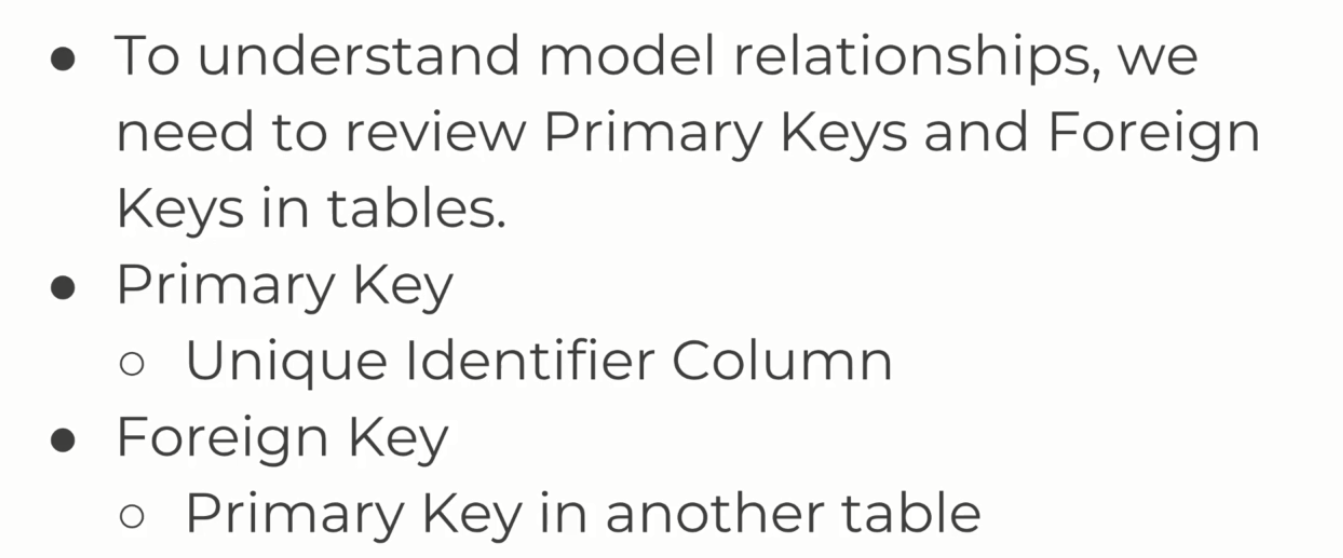 ● To understand model relationships, we
need to review Primary Keys and Foreign
Keys in tables.
● Primary Key
○ Unique Identifier Column
● Foreign Key
○ Primary Key in another table